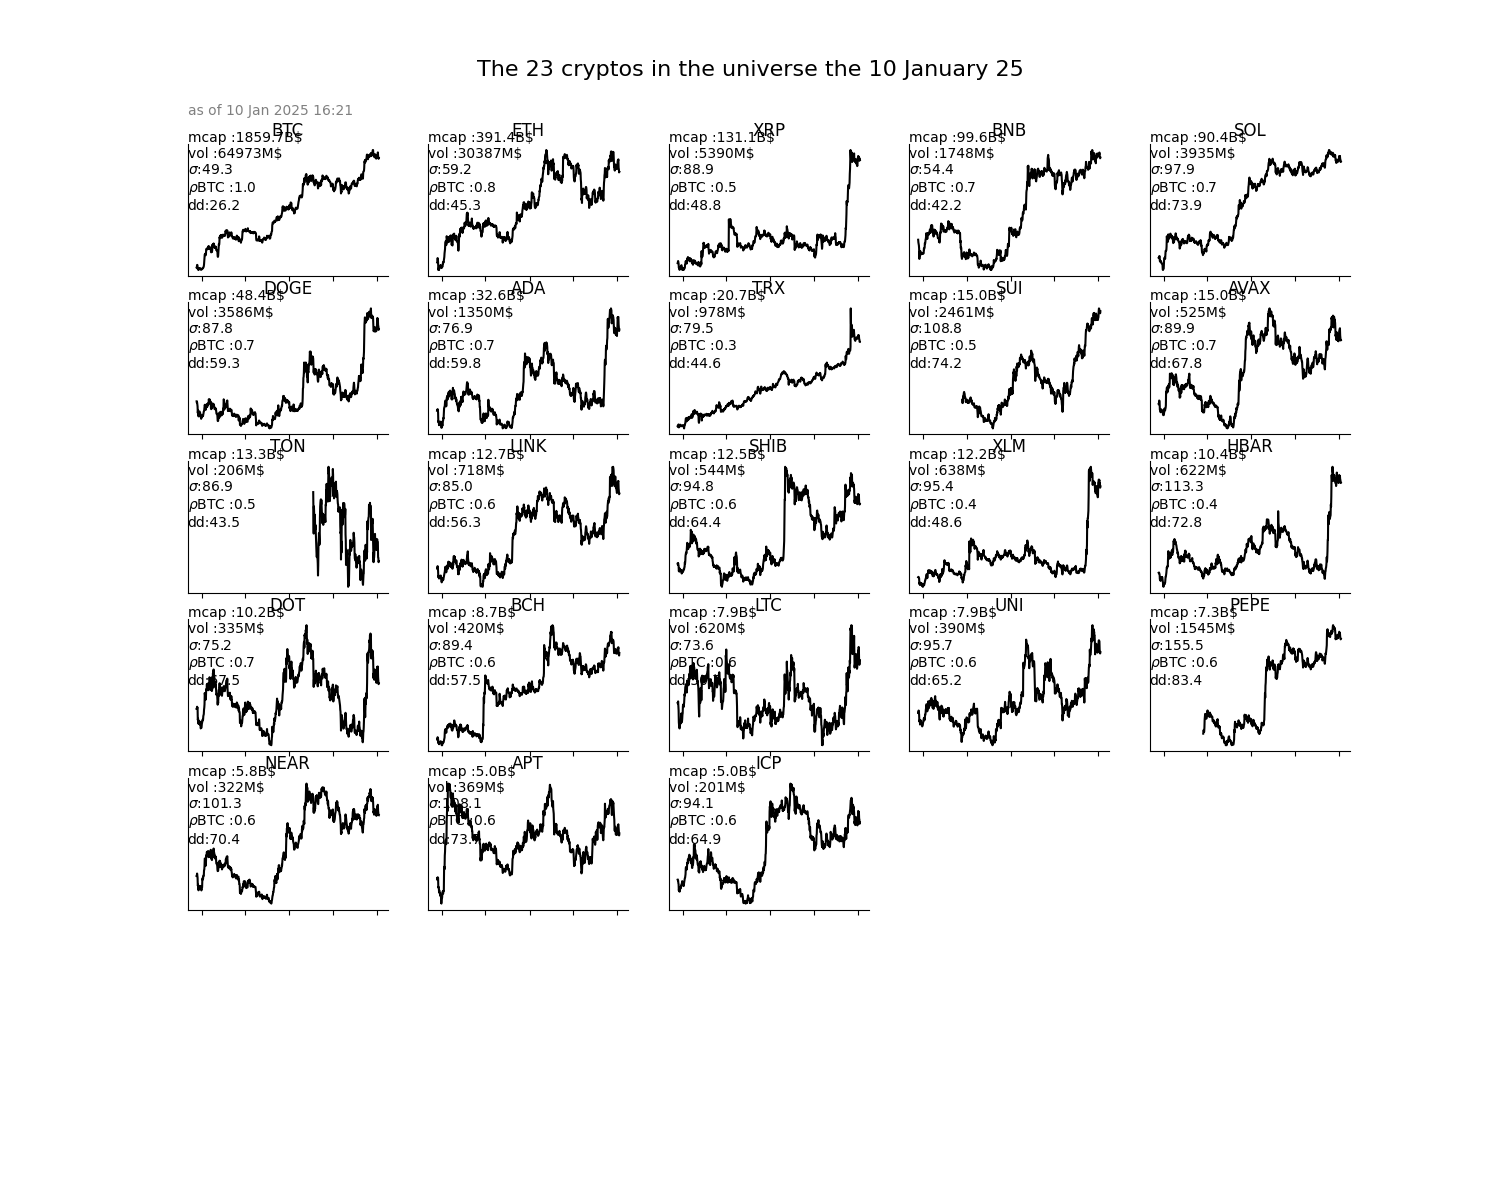 The 23 cryptos in the universe the 10 January 25
as of 10 Jan 2025 16:21
BTC
mcap :1859.7B$
vol :64973M$
σ:49.3
ρBTC :1.0
dd:26.2
ETH
mcap :391.4B$
vol :30387M$
σ:59.2
ρBTC :0.8
dd:45.3
XRP
mcap :131.1B$
vol :5390M$
σ:88.9
ρBTC :0.5
dd:48.8
BNB
mcap :99.6B$
vol :1748M$
σ:54.4
ρBTC :0.7
dd:42.2
SOL
mcap :90.4B$
vol :3935M$
σ:97.9
ρBTC :0.7
dd:73.9
DOGE
mcap :48.4B$
vol :3586M$
σ:87.8
ρBTC :0.7
dd:59.3
ADA
mcap :32.6B$
vol :1350M$
σ:76.9
ρBTC :0.7
dd:59.8
TRX
mcap :20.7B$
vol :978M$
σ:79.5
ρBTC :0.3
dd:44.6
SUI
mcap :15.0B$
vol :2461M$
σ:108.8
ρBTC :0.5
dd:74.2
AVAX
mcap :15.0B$
vol :525M$
σ:89.9
ρBTC :0.7
dd:67.8
TON
mcap :13.3B$
vol :206M$
σ:86.9
ρBTC :0.5
dd:43.5
LINK
mcap :12.7B$
vol :718M$
σ:85.0
ρBTC :0.6
dd:56.3
SHIB
mcap :12.5B$
vol :544M$
σ:94.8
ρBTC :0.6
dd:64.4
XLM
mcap :12.2B$
vol :638M$
σ:95.4
ρBTC :0.4
dd:48.6
HBAR
mcap :10.4B$
vol :622M$
σ:113.3
ρBTC :0.4
dd:72.8
DOT
mcap :10.2B$
vol :335M$
σ:75.2
ρBTC :0.7
BCH
mcap :8.7B$
vol :420M$
σ:89.4
ρBTC :0.6
dd:57.5
LTC
mcap :7.9B$
vol :620M$
σ:73.6
ρBTC :0.6
UNI
mcap :7.9B$
vol :390M$
σ:95.7
ρBTC :0.6
dd:65.2
PEPE
mcap :7.3B$
vol :1545M$
σ:155.5
ρBTC :0.6
dd:83.4
NEAR
mcap :5.8B$
vol :322M$
σ:101.3
ρBTC :0.6
dd:70.4
APT
mcap :5.0B$
vol :369M$
σ:108.1
ρBTC :0.6
ICP
mcap :5.0B$
vol :201M$
σ:94.1
ρBTC :0.6
dd:64.9